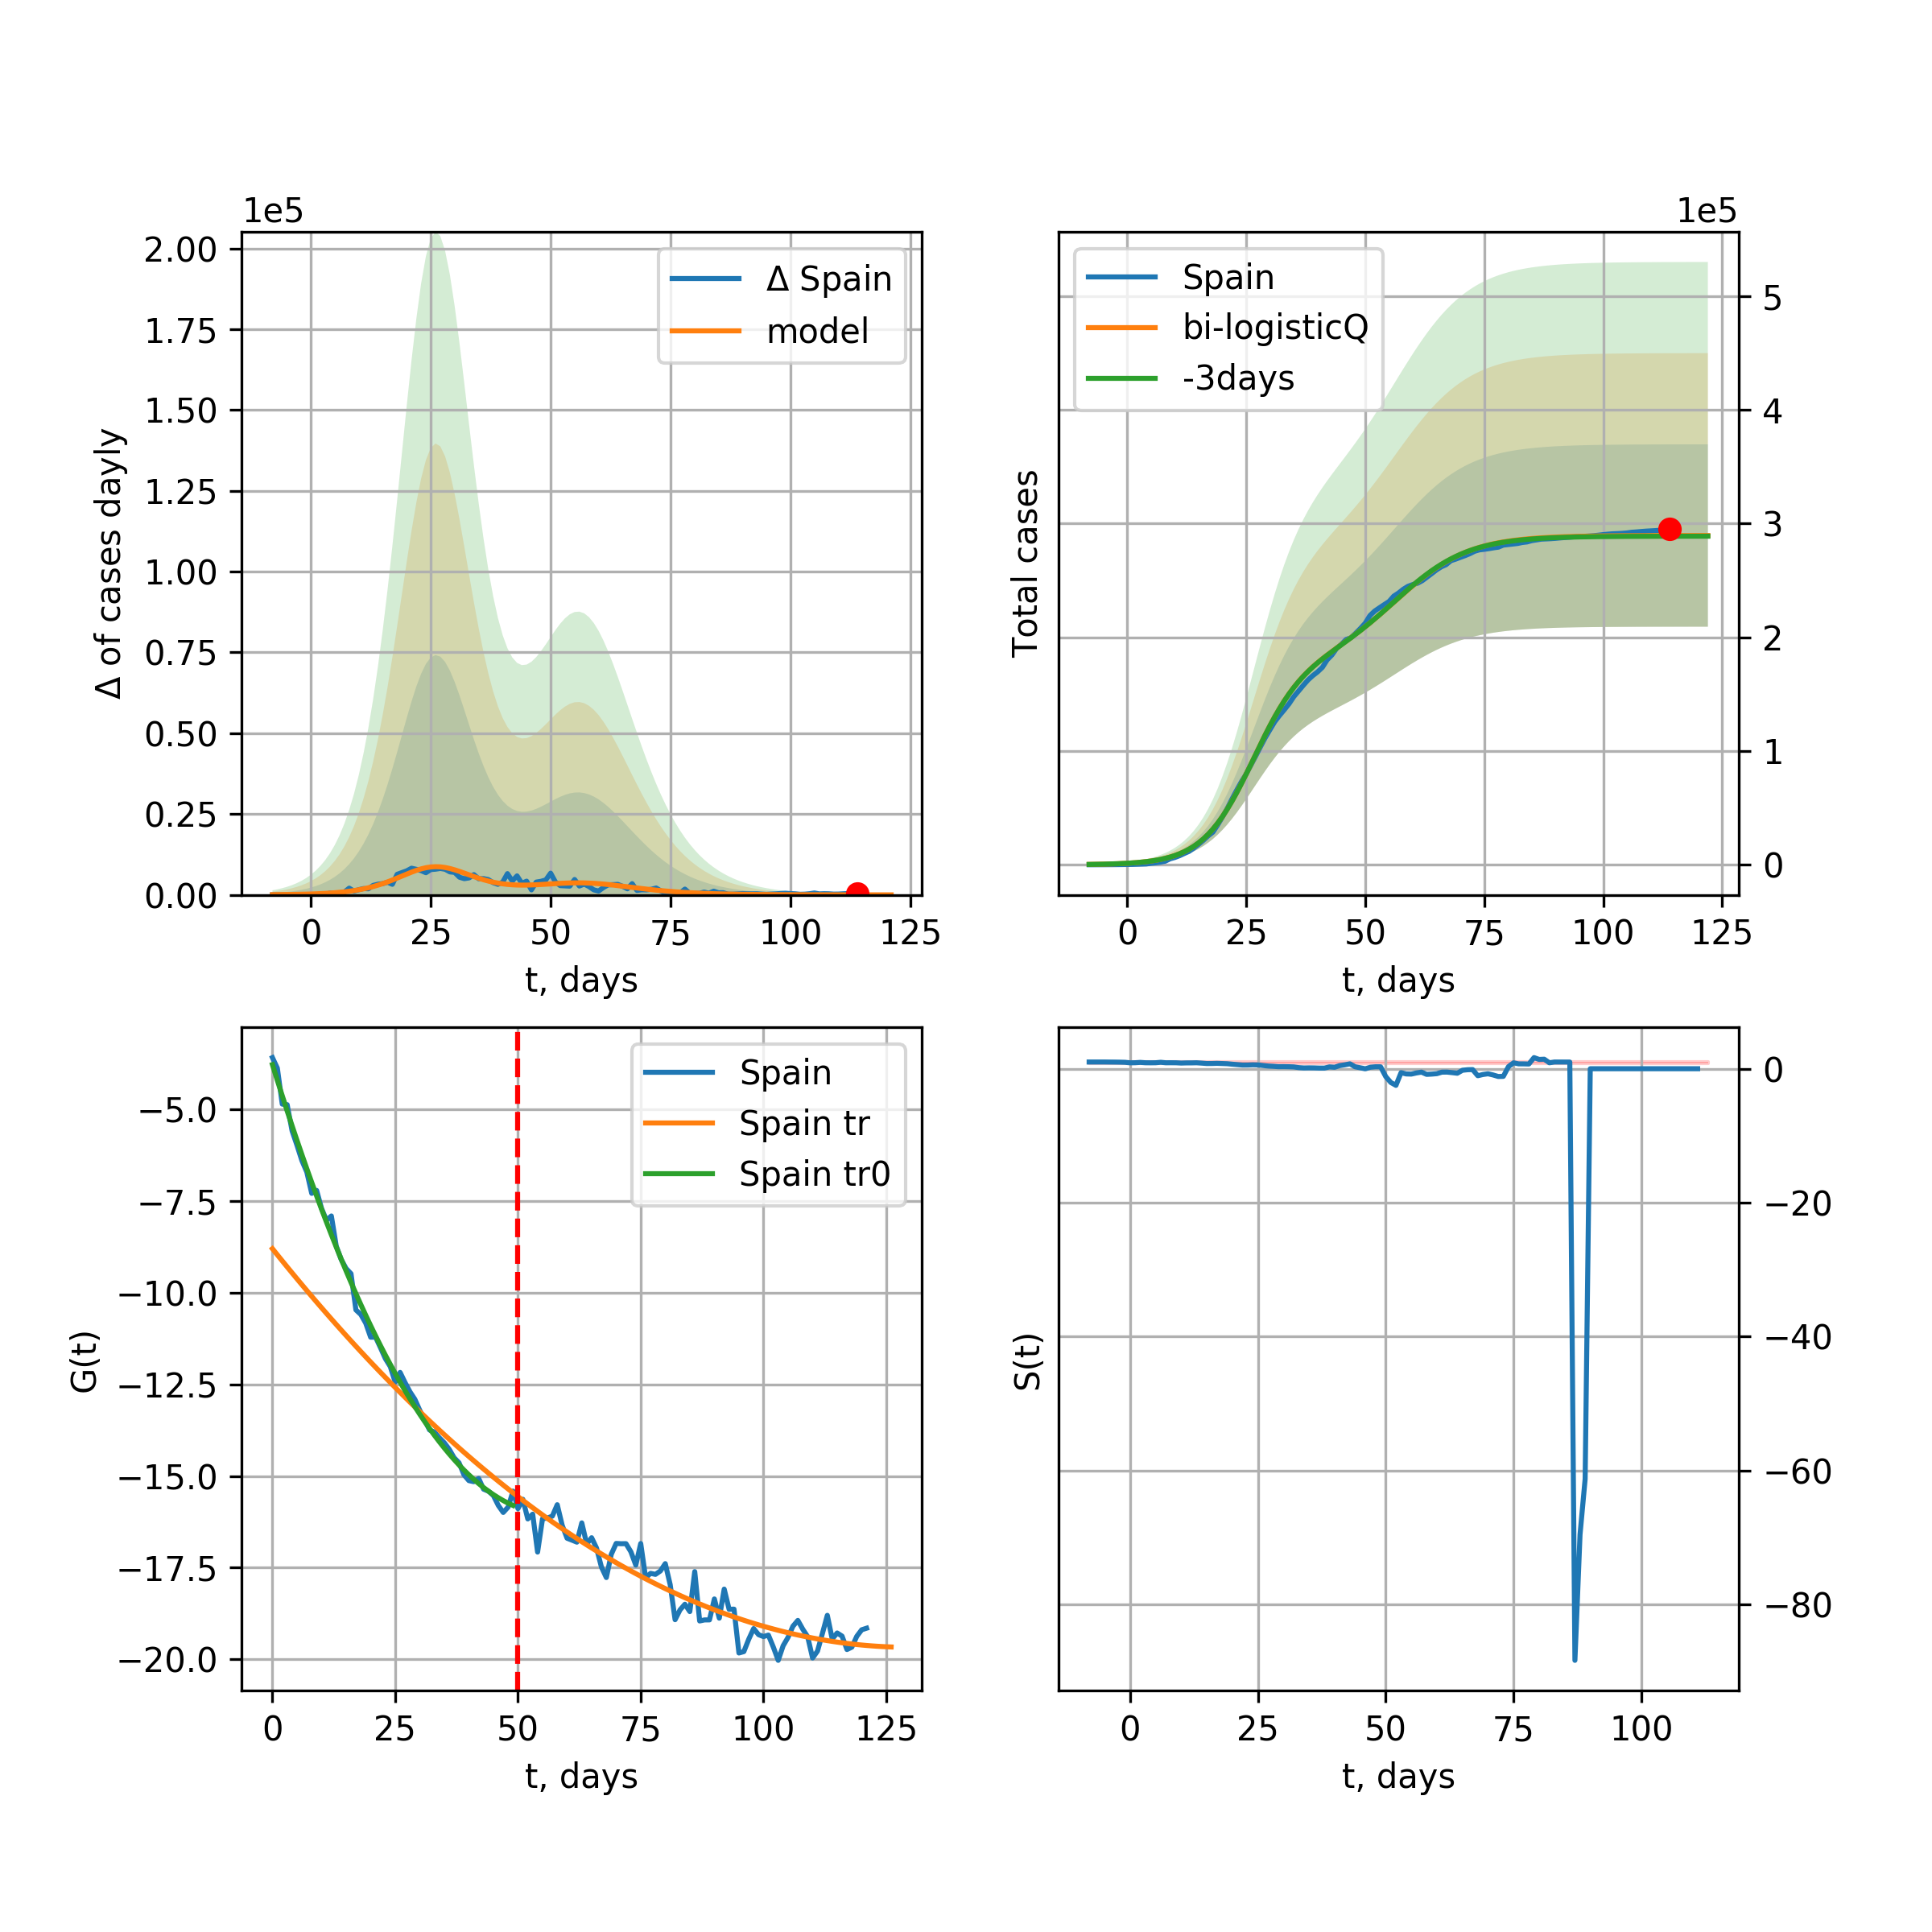 1e5
2.00
1.75
1.50
1.25
1.00
0.75
0.50
0.25
0.00
Δ of cases dayly
Δ Spain
model
0 25 50 75 100 125
t, days
1e5
Total cases
Spain
bi-logisticQ
-3days
5
4
3
2
1
0
0 25 50 75 100 125
t, days
G(t)
−5.0
−7.5
−10.0
−12.5
−15.0
−17.5
−20.0
Spain
Spain tr
Spain tr0
0 25 50 75 100 125
t, days
S(t)
0
−20
−40
−60
−80
0 25 50 75 100
t, days